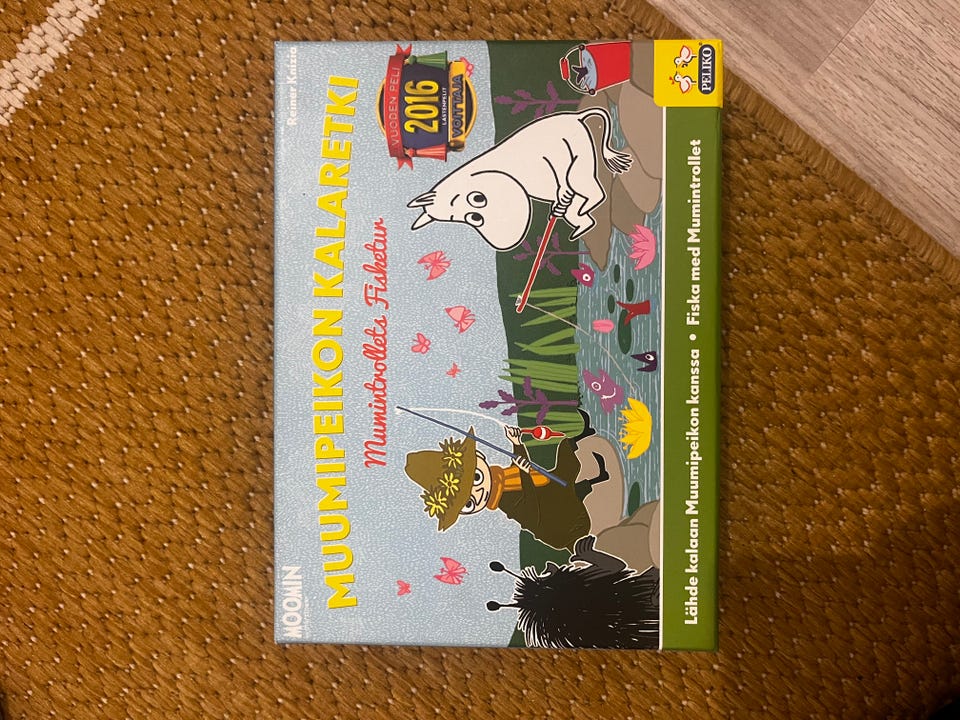 MOOMIN
Reiner Knizia
MUUMIPEIKON KALARETKI
Mumintrollets Fisketur
VUODEN PELI
2016
LASTENPELIT
VOITTAJA
PELIKO
Lähde kalaan Muumipeikon kanssa • Fiska med Mumintrollet